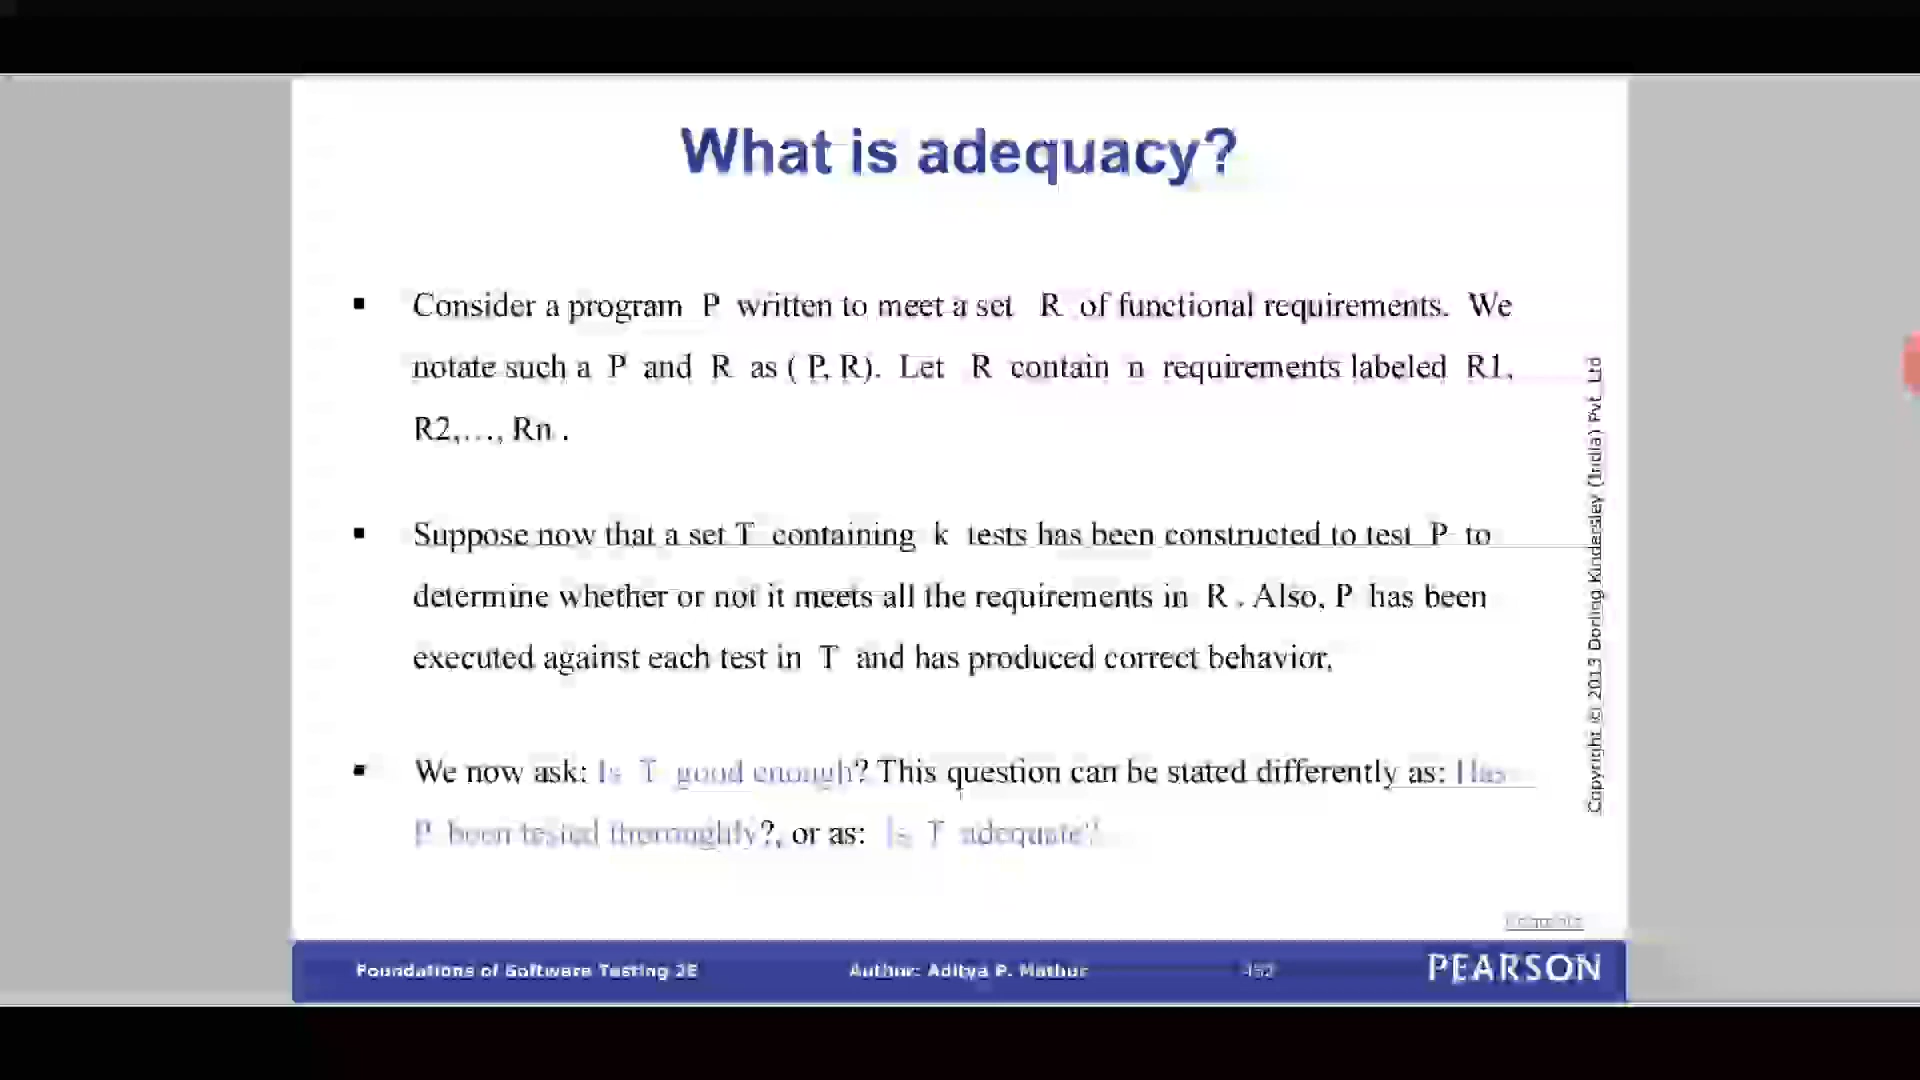 What is adequacy?
▪ Consider a program P written to meet a set R of functional requirements. We
notate such a P and R as ( P, R). Let R contain n requirements labeled R1,
R2,…, Rn .
▪ Suppose now that a set T containing k tests has been constructed to test P to
determine whether or not it meets all the requirements in R . Also, P has been
executed against each test in T and has produced correct behavior.
▪ We now ask: Is T good enough? This question can be stated differently as: Has
P been tested thoroughly?, or as: Is T adequate?
Copyright (c) 2013 Dorling Kindersley (India) Pvt. Ltd
Foundations of Software Testing 2E
Author: Aditya P. Mathur
PEARSON